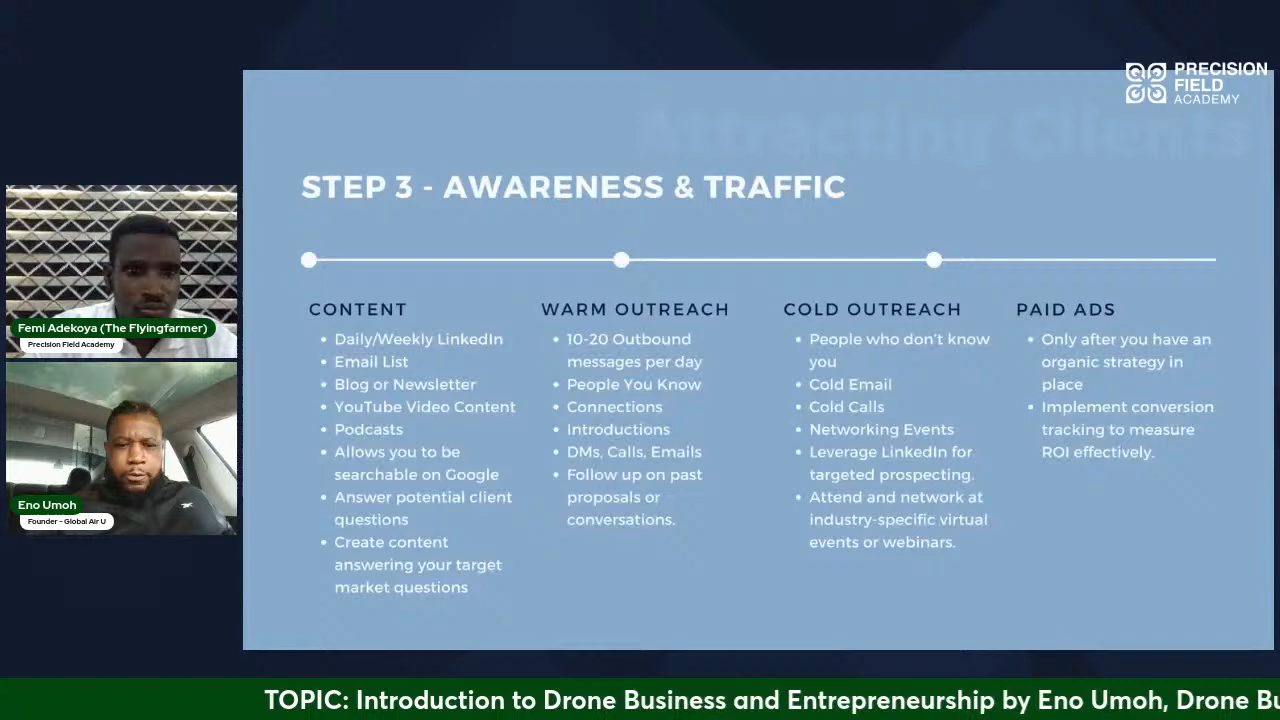 PRECISION
FIELD
ACADEMY
Attracting Clients
STEP 3 - AWARENESS & TRAFFIC
CONTENT
• Daily/Weekly LinkedIn
• Email List
• Blog or Newsletter
• YouTube Video Content
• Podcasts
• Allows you to be
searchable on Google
• Answer potential client
questions
• Create content
answering your target
market questions
WARM OUTREACH
• 10-20 Outbound
messages per day
• People You Know
• Connections
• Introductions
• DMs, Calls, Emails
• Follow up on past
proposals or
conversations.
COLD OUTREACH
• People who don't know
you
• Cold Email
• Cold Calls
• Networking Events
• Leverage LinkedIn for
targeted prospecting.
• Attend and network at
industry-specific virtual
events or webinars.
PAID ADS
• Only after you have an
organic strategy in
place
• Implement conversion
tracking to measure
ROI effectively.
Femi Adekoya (The Flyingfarmer)
Precision Field Academy
Eno Umoh
Founder - Global Air U
TOPIC: Introduction to Drone Business and Entrepreneurship by Eno Umoh, Drone Bu